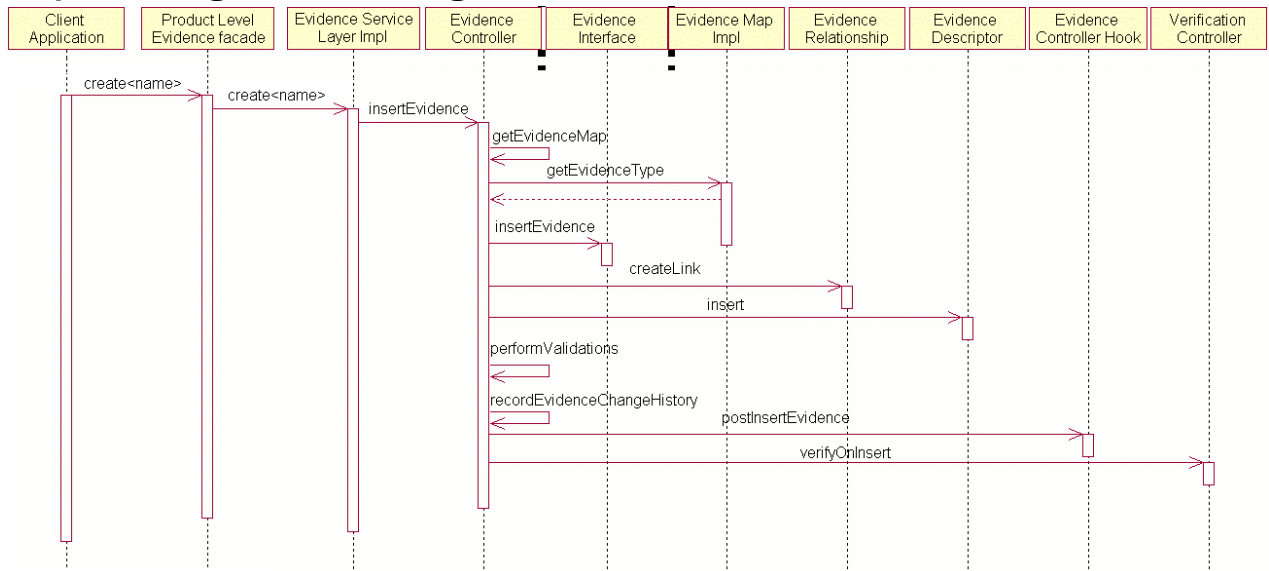 Client
Application
Product Level
Evidence facade
Evidence Service
Layer Impl
Evidence
Controller
Evidence
Interface
Evidence Map
Impl
Evidence
Relationship
Evidence
Descriptor
Evidence
Controller Hook
Verification
Controller
create<name>
create<name>
insertEvidence
getEvidenceMap
getEvidenceType
insertEvidence
createLink
insert
performValidations
recordEvidenceChangeHistory
postInsertEvidence
verifyOnInsert